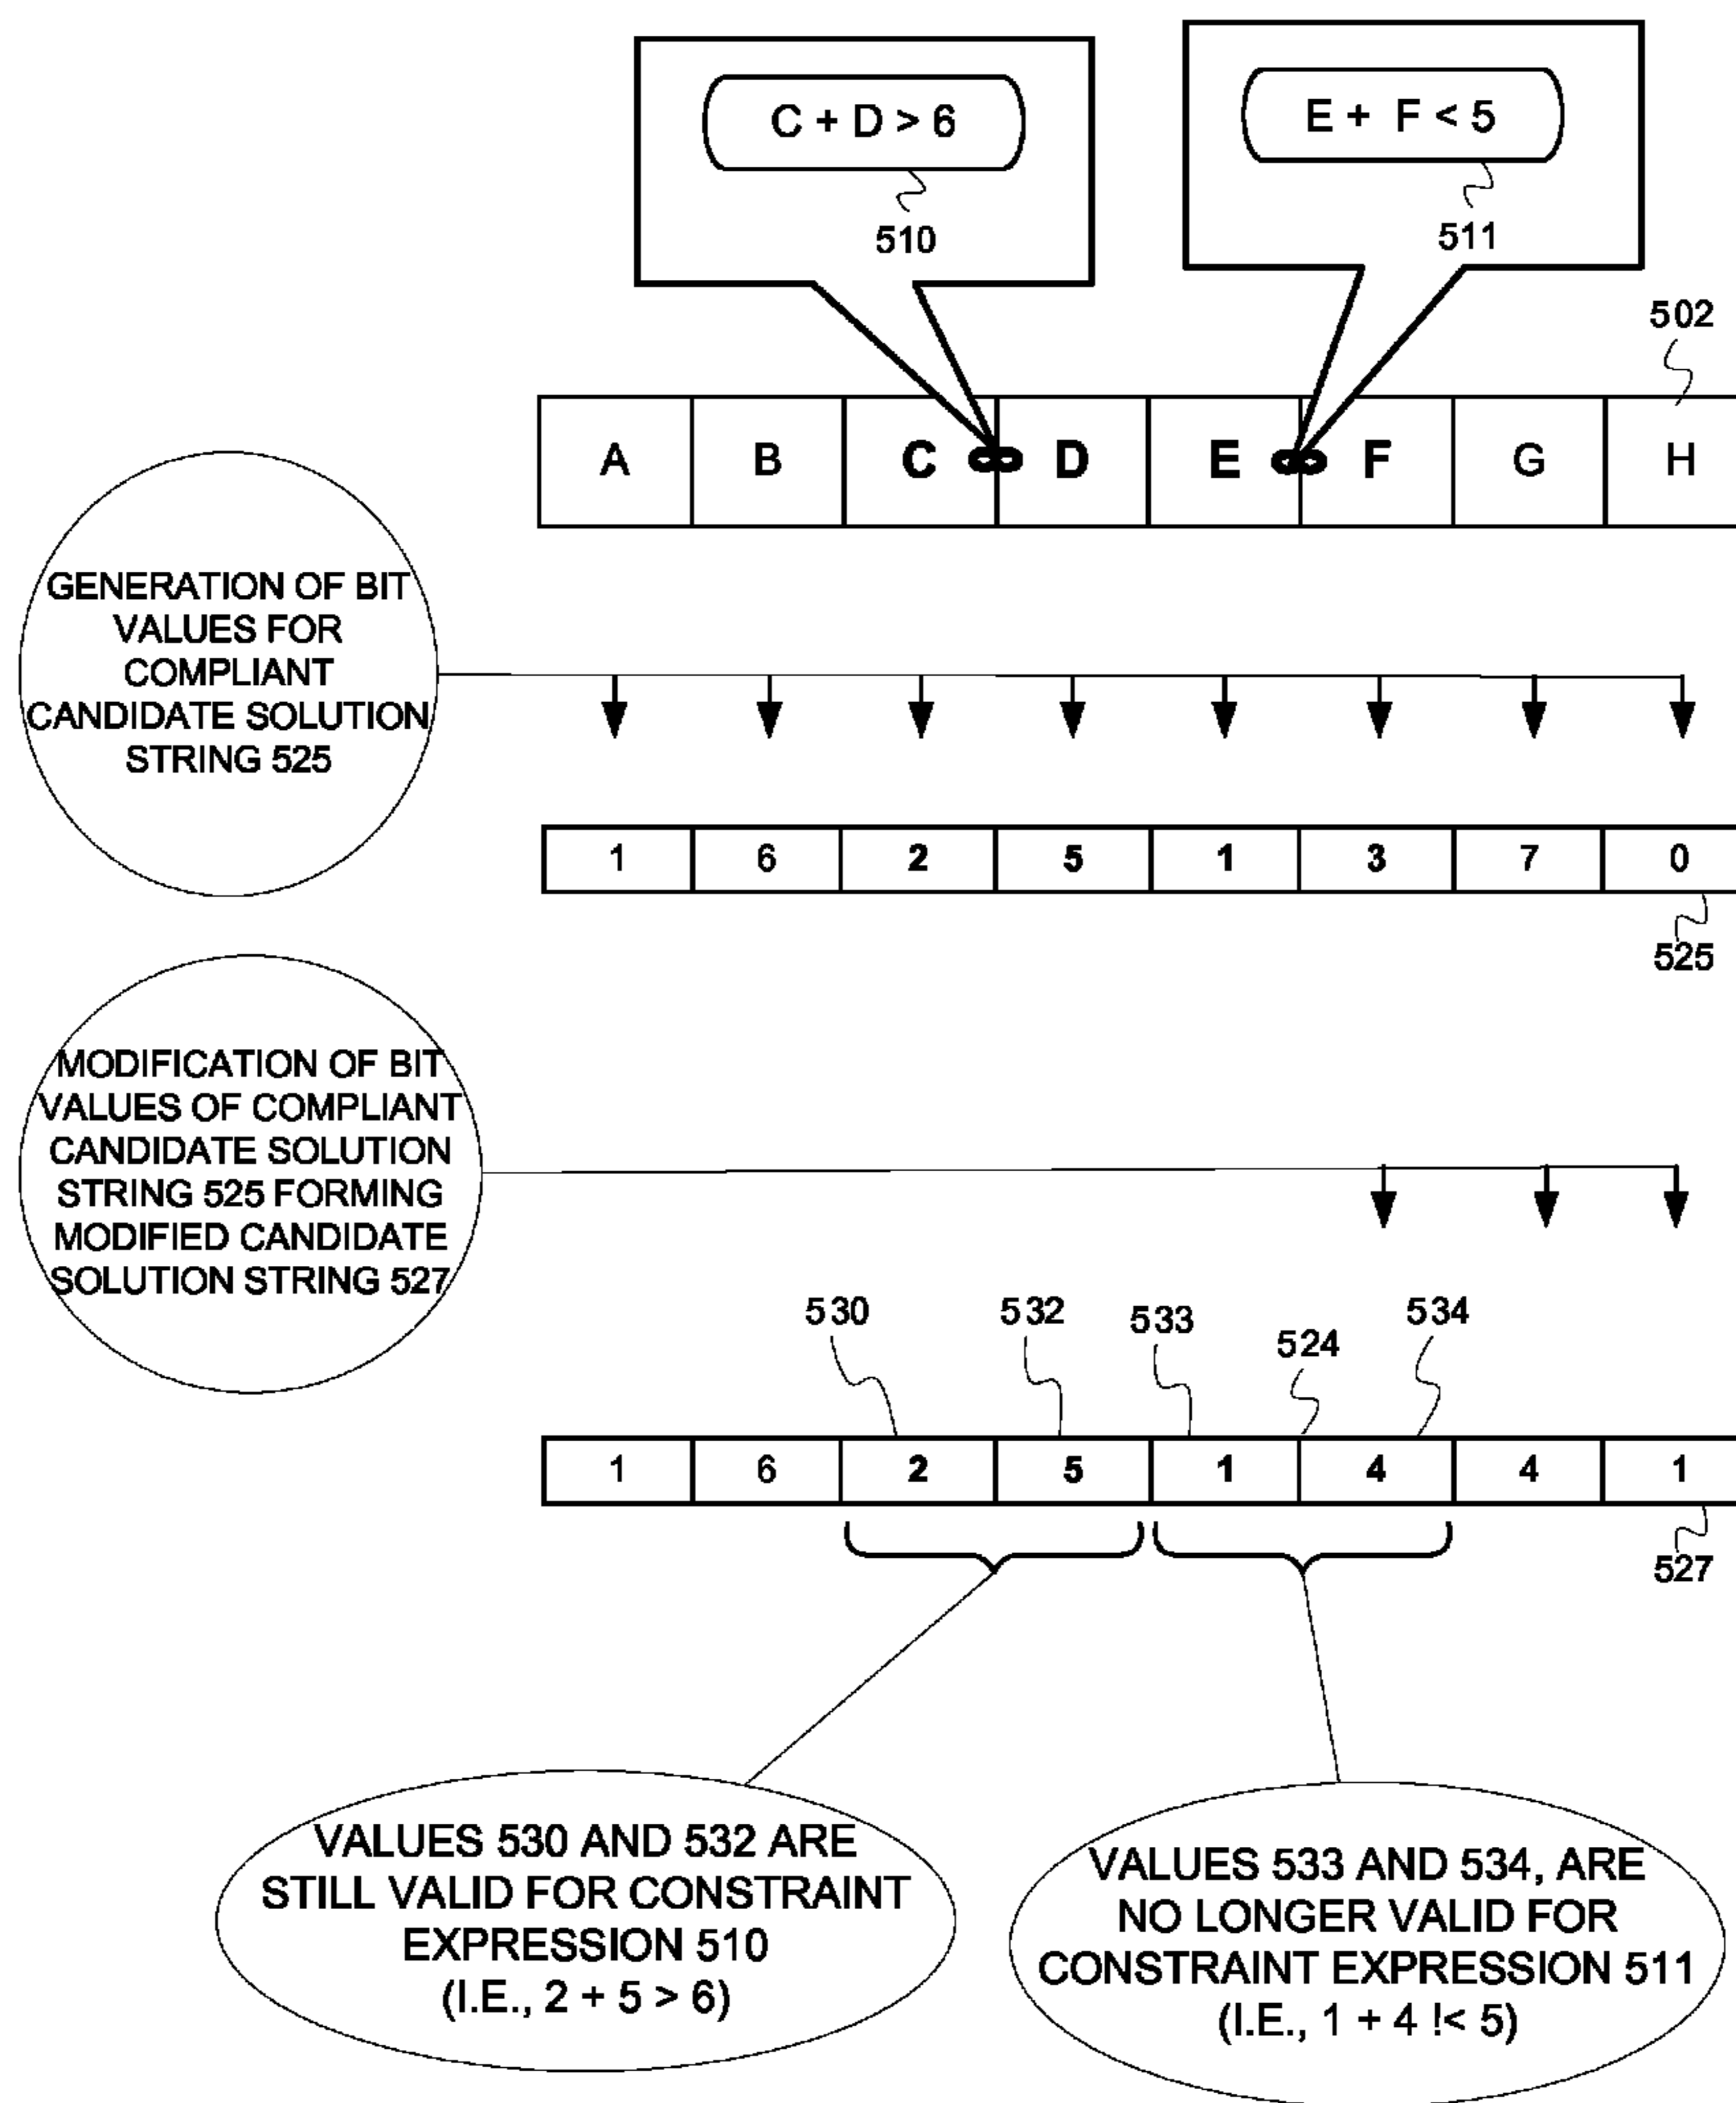 C + D > 6
510
E + F < 5
511
502
A B C D E F G H
GENERATION OF BIT
VALUES FOR
COMPLIANT
CANDIDATE SOLUTION
STRING 525
1 6 2 5 1 3 7 0
525
MODIFICATION OF BIT
VALUES OF COMPLIANT
CANDIDATE SOLUTION
STRING 525 FORMING
MODIFIED CANDIDATE
SOLUTION STRING 527
530 532 533 524 534
1 6 2 5 1 4 4 1
527
VALUES 530 AND 532 ARE
STILL VALID FOR CONSTRAINT
EXPRESSION 510
(I.E., 2 + 5 > 6)
VALUES 533 AND 534, ARE
NO LONGER VALID FOR
CONSTRAINT EXPRESSION 511
(I.E., 1 + 4 !< 5)